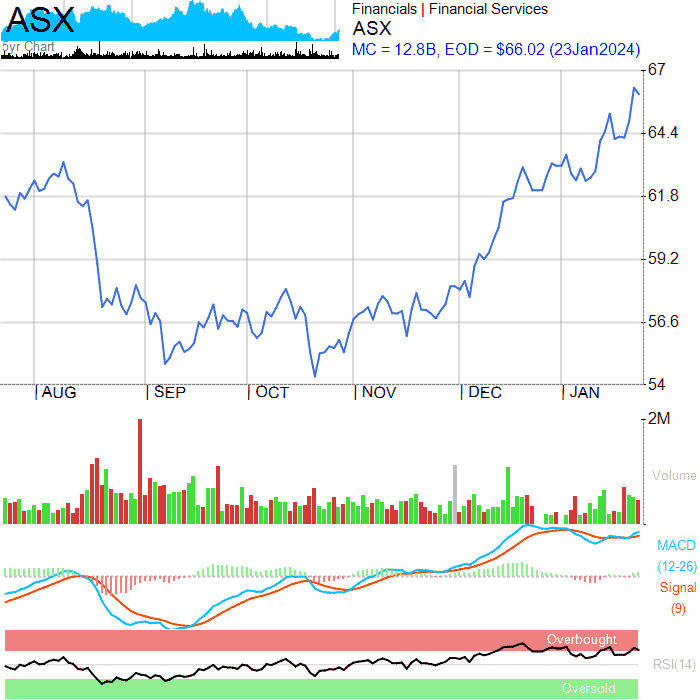 ASX
5yr Chart
Financials | Financial Services
ASX
MC = 12.8B, EOD = $66.02 (23Jan2024)
67
64.4
61.8
59.2
56.6
54
|AUG |SEP |OCT |NOV |DEC |JAN
2M
Volume
MACD
(12-26)
Signal
(9)
Overbought
RSI(14)
Oversold